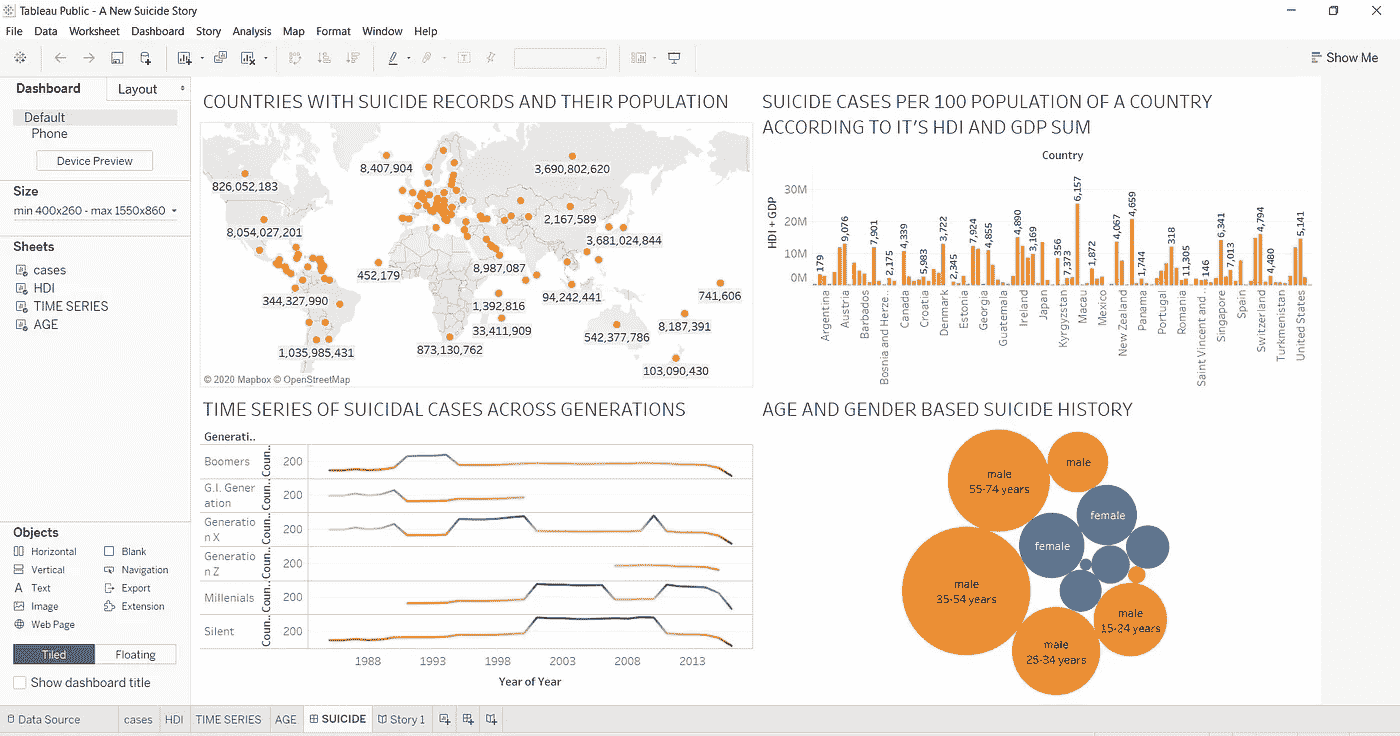 Tableau Public - A New Suicide Story
File Data Worksheet Dashboard Story Analysis Map Format Window Help
Show Me
Dashboard
Layout
Default
Phone
Device Preview
Size
min 400x260 - max 1550x860
Sheets
cases
HDI
TIME SERIES
AGE
Objects
Horizontal
Blank
Vertical
Navigation
Text
Export
Image
Extension
Web Page
Tiled
Floating
Show dashboard title
COUNTRIES WITH SUICIDE RECORDS AND THEIR POPULATION
8,407,904
3,690,802,620
826,052,183
2,167,589
8,054,027,201
3,681,024,844
452,179
8,987,087
344,327,990
1,392,816
94,242,441
741,606
33,411,909
8,187,391
542,377,786
1,035,985,431
873,130,762
103,090,430
© 2020 Mapbox © OpenStreetMap
SUICIDE CASES PER 100 POPULATION OF A COUNTRY
ACCORDING TO IT'S HDI AND GDP SUM
Country
HDI + GDP
30M
20M
10M
0M
179
9,076
7,901
2,175
4,339
5,983
3,722
2,345
7,924
4,855
4,890
3,169
356
7,373
6,157
1,872
4,067
4,659
1,744
318
11,305
146
6,341
7,013
4,794
4,480
5,141
Argentina
Austria
Barbados
Bosnia and Herze..
Canada
Croatia
Denmark
Estonia
Georgia
Guatemala
Ireland
Japan
Kyrgyzstan
Macau
Mexico
New Zealand
Panama
Portugal
Romania
Saint Vincent and..
Singapore
Spain
Switzerland
Turkmenistan
United States
TIME SERIES OF SUICIDAL CASES ACROSS GENERATIONS
Generati..
Boomers
Coun..
200
G.I. Gener
ation
Coun..
200
Generatio
n X
Coun..
200
Generatio
n Z
Coun..
200
Millenials
Coun..
200
Silent
Coun..
200
1988
1993
1998
2003
2008
2013
Year of Year
AGE AND GENDER BASED SUICIDE HISTORY
male
55-74 years
male
female
female
male
35-54 years
male
15-24 years
male
25-34 years
Data Source
cases
HDI
TIME SERIES
AGE
SUICIDE
Story 1